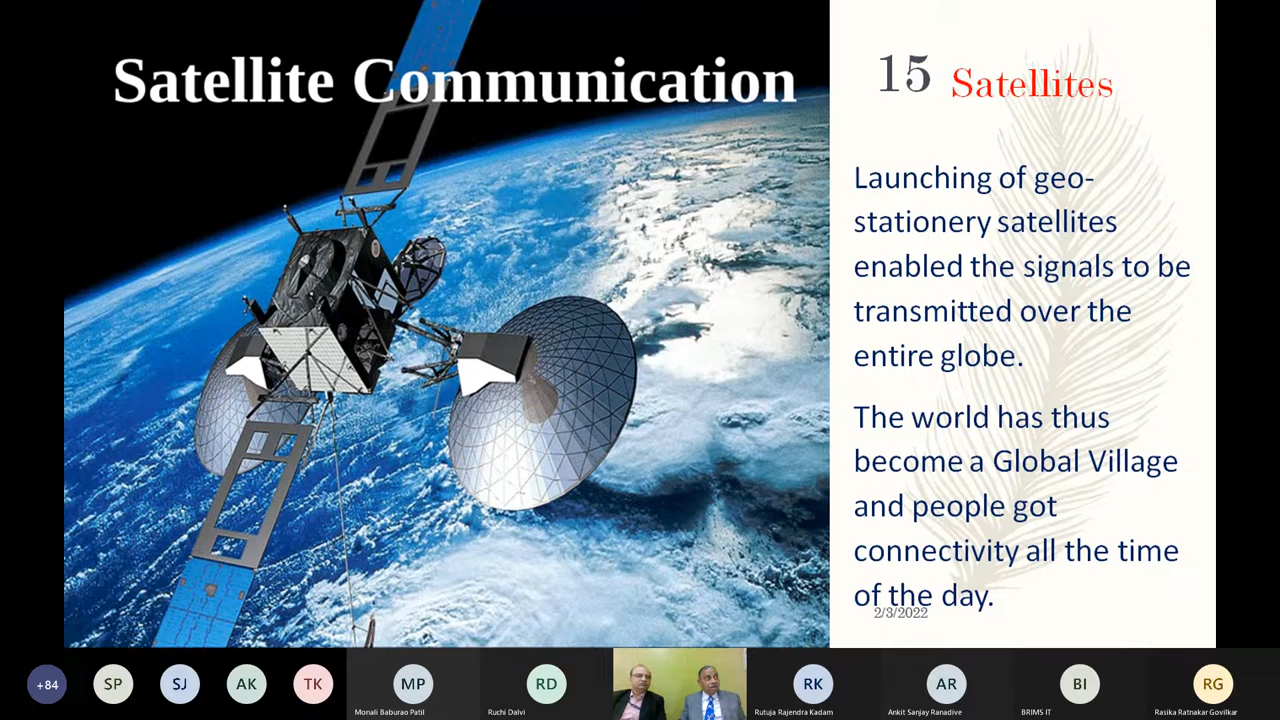 Satellite Communication
15 Satellites
Launching of geo-
stationery satellites
enabled the signals to be
transmitted over the
entire globe.
The world has thus
become a Global Village
and people got
connectivity all the time
of the day.
2/3/2022
+84
SP
SJ
AK
TK
MP
Monali Baburao Patil
RD
Ruchi Dalvi
RK
Rutuja Rajendra Kadam
AR
Ankit Sanjay Ranadive
BI
BRIMS IT
RG
Rasika Ratnakar Govilkar